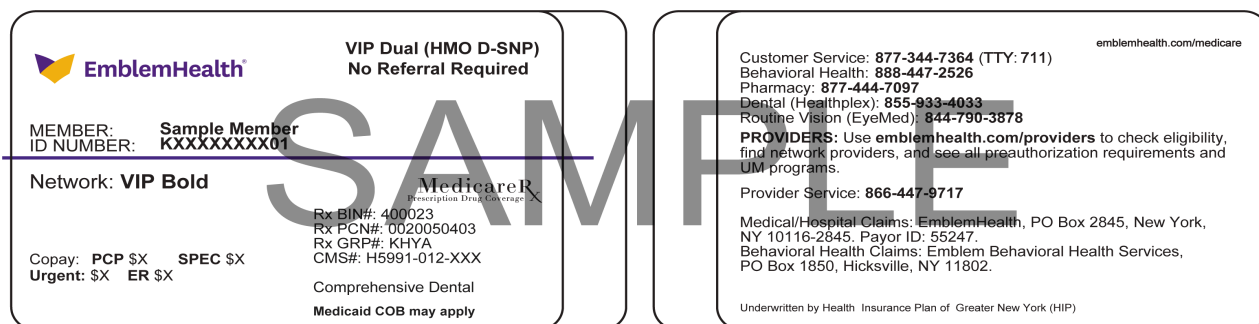 EmblemHealth®
VIP Dual (HMO D-SNP)
No Referral Required
MEMBER: Sample Member
ID NUMBER: KXXXXXXXX01
Network: VIP Bold
MedicareRx
Prescription Drug Coverage
Rx BIN#: 400023
Rx PCN#: 0020050403
Rx GRP#: KHYA
CMS#: H5991-012-XXX
Copay: PCP $X SPEC $X
Urgent: $X ER $X
Comprehensive Dental
Medicaid COB may apply
SAMPLE
emblemhealth.com/medicare
Customer Service: 877-344-7364 (TTY: 711)
Behavioral Health: 888-447-2526
Pharmacy: 877-444-7097
Dental (Healthplex): 855-933-4033
Routine Vision (EyeMed): 844-790-3878
PROVIDERS: Use emblemhealth.com/providers to check eligibility,
find network providers, and see all preauthorization requirements and
UM programs.
Provider Service: 866-447-9717
Medical/Hospital Claims: EmblemHealth, PO Box 2845, New York,
NY 10116-2845. Payor ID: 55247.
Behavioral Health Claims: Emblem Behavioral Health Services,
PO Box 1850, Hicksville, NY 11802.
Underwritten by Health Insurance Plan of Greater New York (HIP)